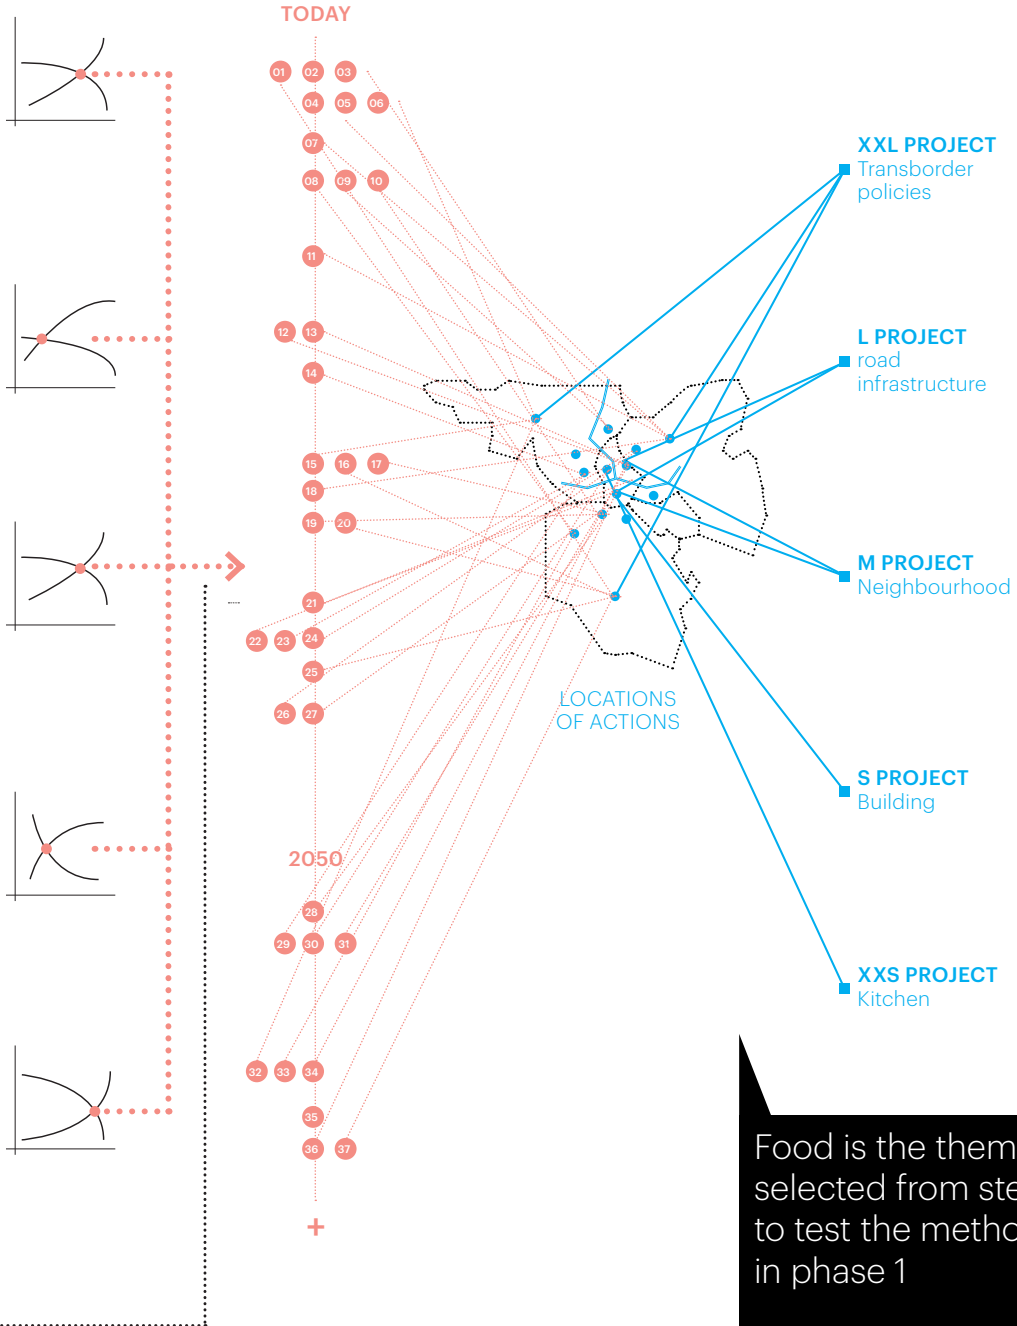 TODAY
01 02 03
04 05 06
07
08 09 10
11
12 13
14
15 16 17
18
19 20
21
22 23 24
25
26 27
2050
28
29 30 31
32 33 34
35
36 37
+
LOCATIONS
OF ACTIONS
XXL PROJECT
Transborder
policies
L PROJECT
road
infrastructure
M PROJECT
Neighbourhood
S PROJECT
Building
XXS PROJECT
Kitchen
Food is the them
selected from ste
to test the metho
in phase 1